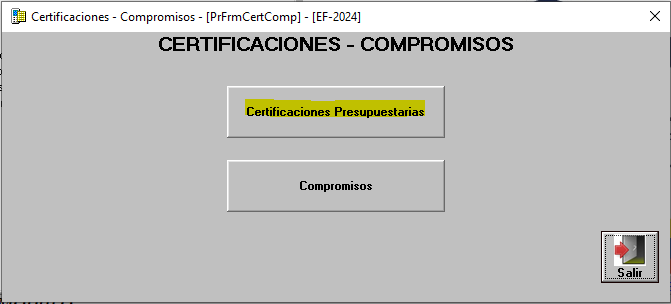 Certificaciones - Compromisos - [PrFrmCertComp] - [EF-2024]
CERTIFICACIONES - COMPROMISOS
Certificaciones Presupuestarias
Compromisos
Salir